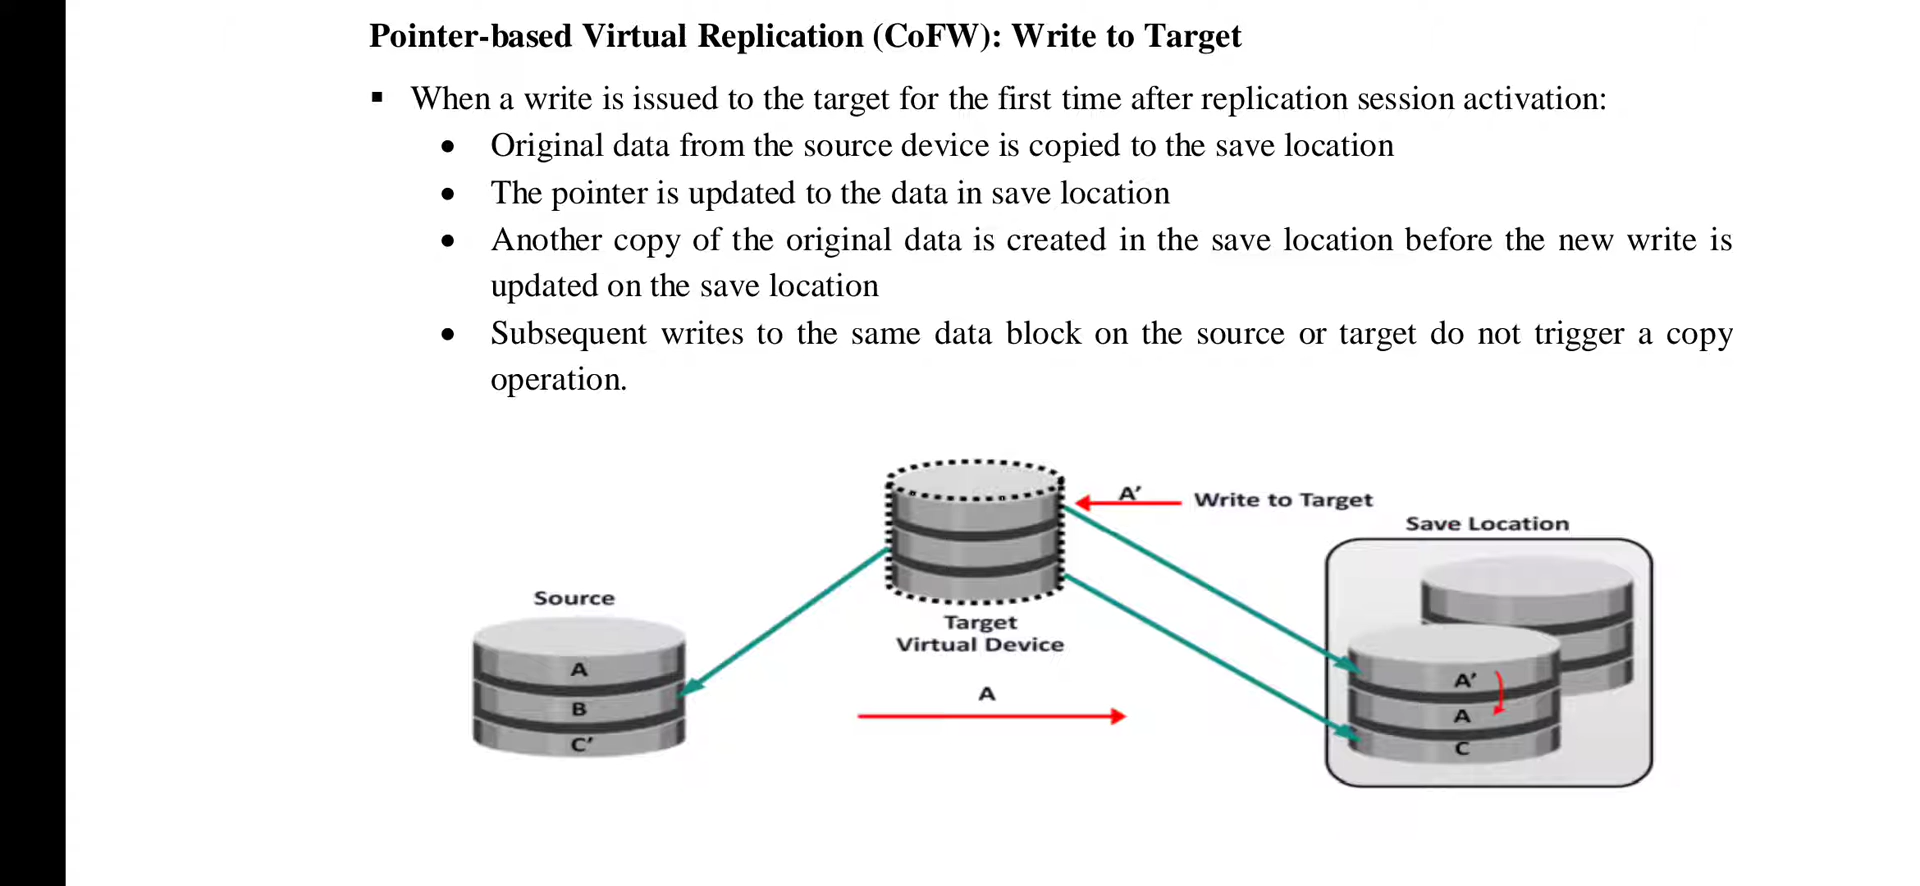 Pointer-based Virtual Replication (CoFW): Write to Target
▪ When a write is issued to the target for the first time after replication session activation:
• Original data from the source device is copied to the save location
• The pointer is updated to the data in save location
• Another copy of the original data is created in the save location before the new write is
updated on the save location
• Subsequent writes to the same data block on the source or target do not trigger a copy
operation.
A′ Write to Target
Save Location
Source
Target
Virtual Device
A
B
C′
A
A′
A
C